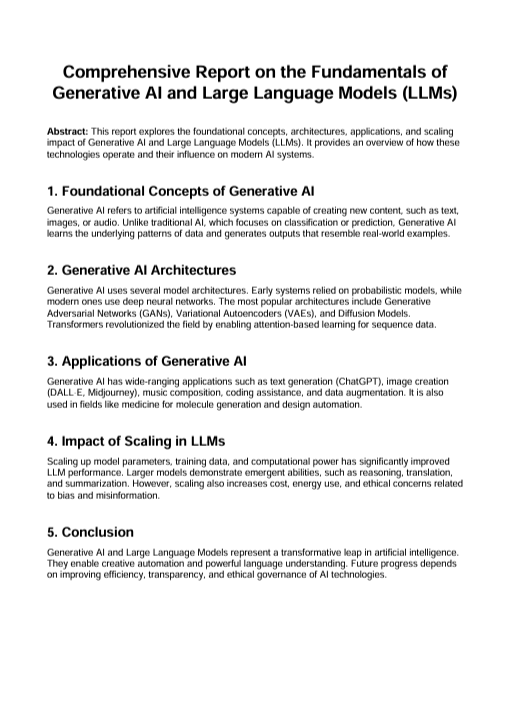 Comprehensive Report on the Fundamentals of
Generative AI and Large Language Models (LLMs)
Abstract: This report explores the foundational concepts, architectures, applications, and scaling
impact of Generative AI and Large Language Models (LLMs). It provides an overview of how these
technologies operate and their influence on modern AI systems.
1. Foundational Concepts of Generative AI
Generative AI refers to artificial intelligence systems capable of creating new content, such as text,
images, or audio. Unlike traditional AI, which focuses on classification or prediction, Generative AI
learns the underlying patterns of data and generates outputs that resemble real-world examples.
2. Generative AI Architectures
Generative AI uses several model architectures. Early systems relied on probabilistic models, while
modern ones use deep neural networks. The most popular architectures include Generative
Adversarial Networks (GANs), Variational Autoencoders (VAEs), and Diffusion Models.
Transformers revolutionized the field by enabling attention-based learning for sequence data.
3. Applications of Generative AI
Generative AI has wide-ranging applications such as text generation (ChatGPT), image creation
(DALL·E, Midjourney), music composition, coding assistance, and data augmentation. It is also
used in fields like medicine for molecule generation and design automation.
4. Impact of Scaling in LLMs
Scaling up model parameters, training data, and computational power has significantly improved
LLM performance. Larger models demonstrate emergent abilities, such as reasoning, translation,
and summarization. However, scaling also increases cost, energy use, and ethical concerns related
to bias and misinformation.
5. Conclusion
Generative AI and Large Language Models represent a transformative leap in artificial intelligence.
They enable creative automation and powerful language understanding. Future progress depends
on improving efficiency, transparency, and ethical governance of AI technologies.